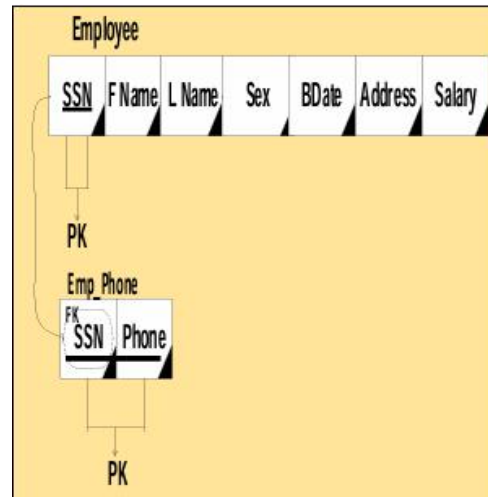 Employee
SSN F Name L Name Sex BDate Address Salary
PK
Emp_Phone
FK
SSN Phone
PK